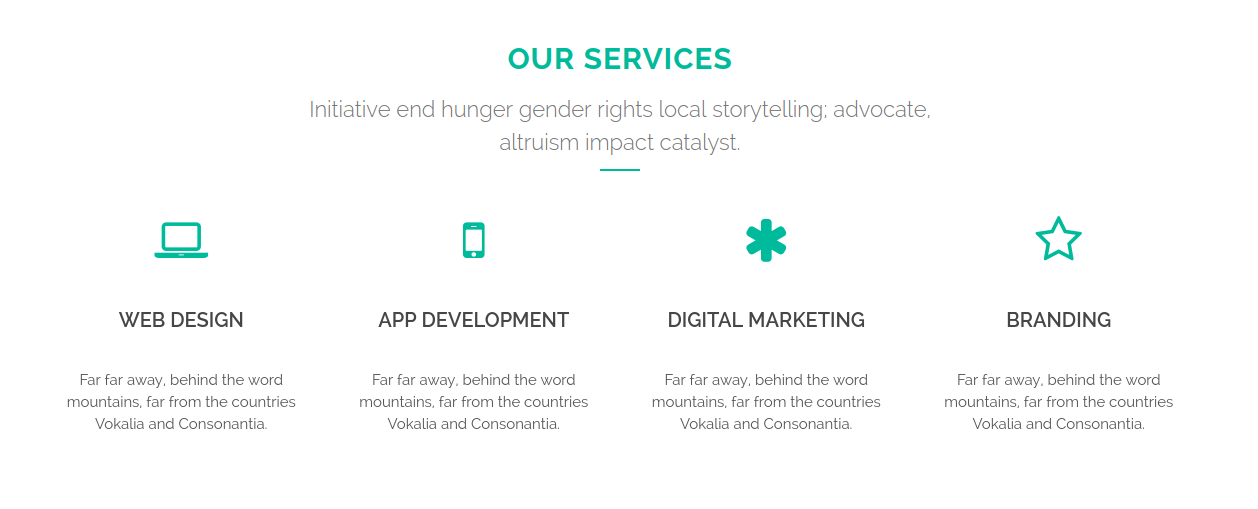 OUR SERVICES
Initiative end hunger gender rights local storytelling; advocate,
altruism impact catalyst.
WEB DESIGN
Far far away, behind the word
mountains, far from the countries
Vokalia and Consonantia.
APP DEVELOPMENT
Far far away, behind the word
mountains, far from the countries
Vokalia and Consonantia.
DIGITAL MARKETING
Far far away, behind the word
mountains, far from the countries
Vokalia and Consonantia.
BRANDING
Far far away, behind the word
mountains, far from the countries
Vokalia and Consonantia.